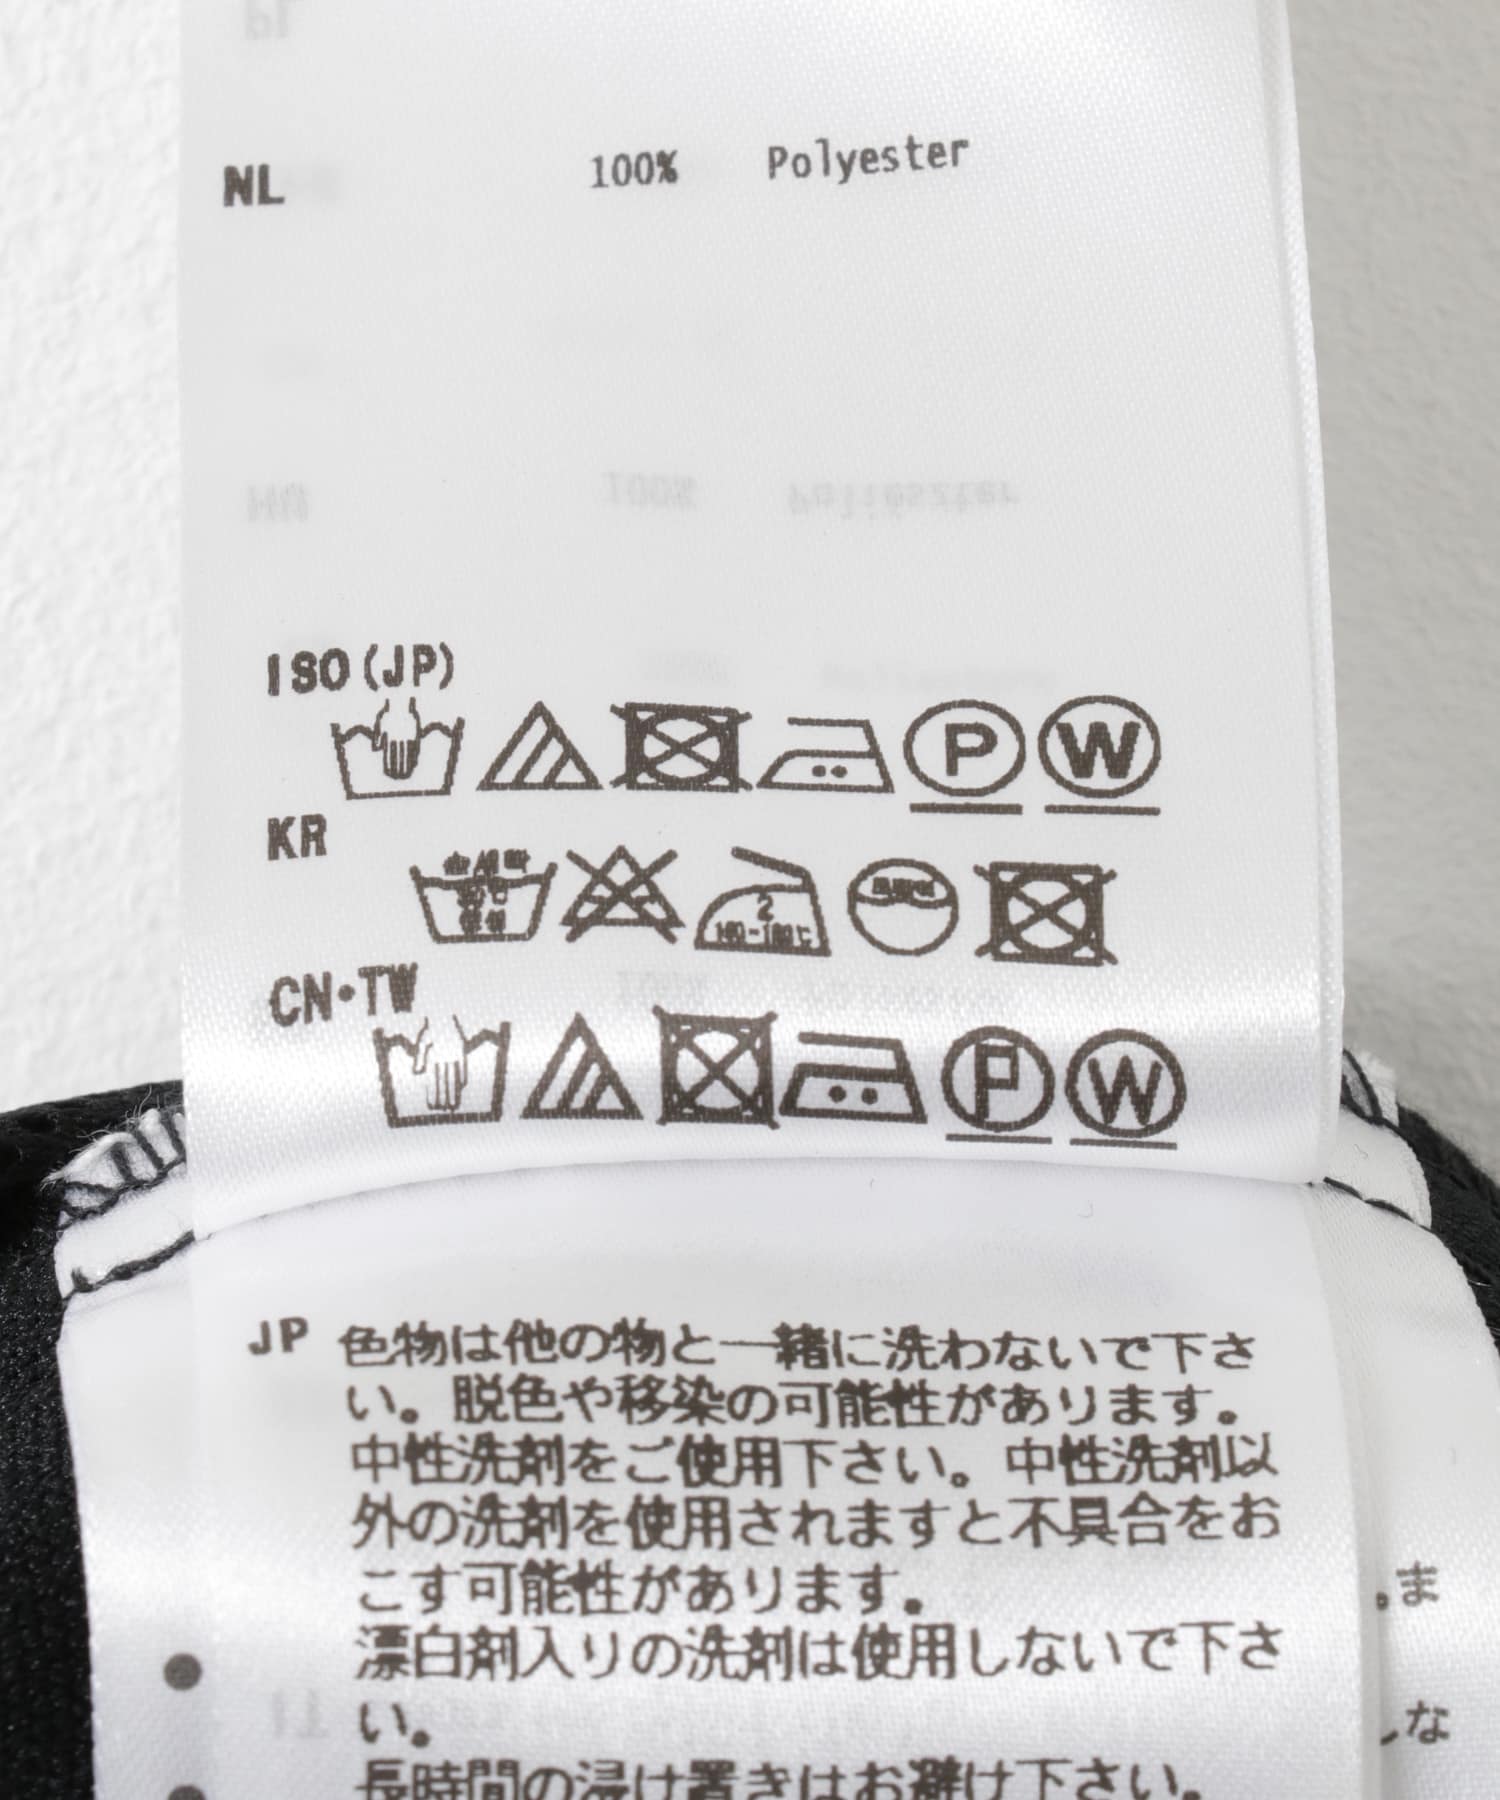 NL 100% Polyester
ISO(JP)
P W
KR
2
CN・TW
P W
JP 色物は他の物と一緒に洗わないで下さ
い。脱色や移染の可能性があります。
中性洗剤をご使用下さい。中性洗剤以
外の洗剤を使用されますと不具合をお
こす可能性があります。
漂白剤入りの洗剤は使用しないで下さ
い。
長時間の浸け置きはお避け下さい。
。ま
な